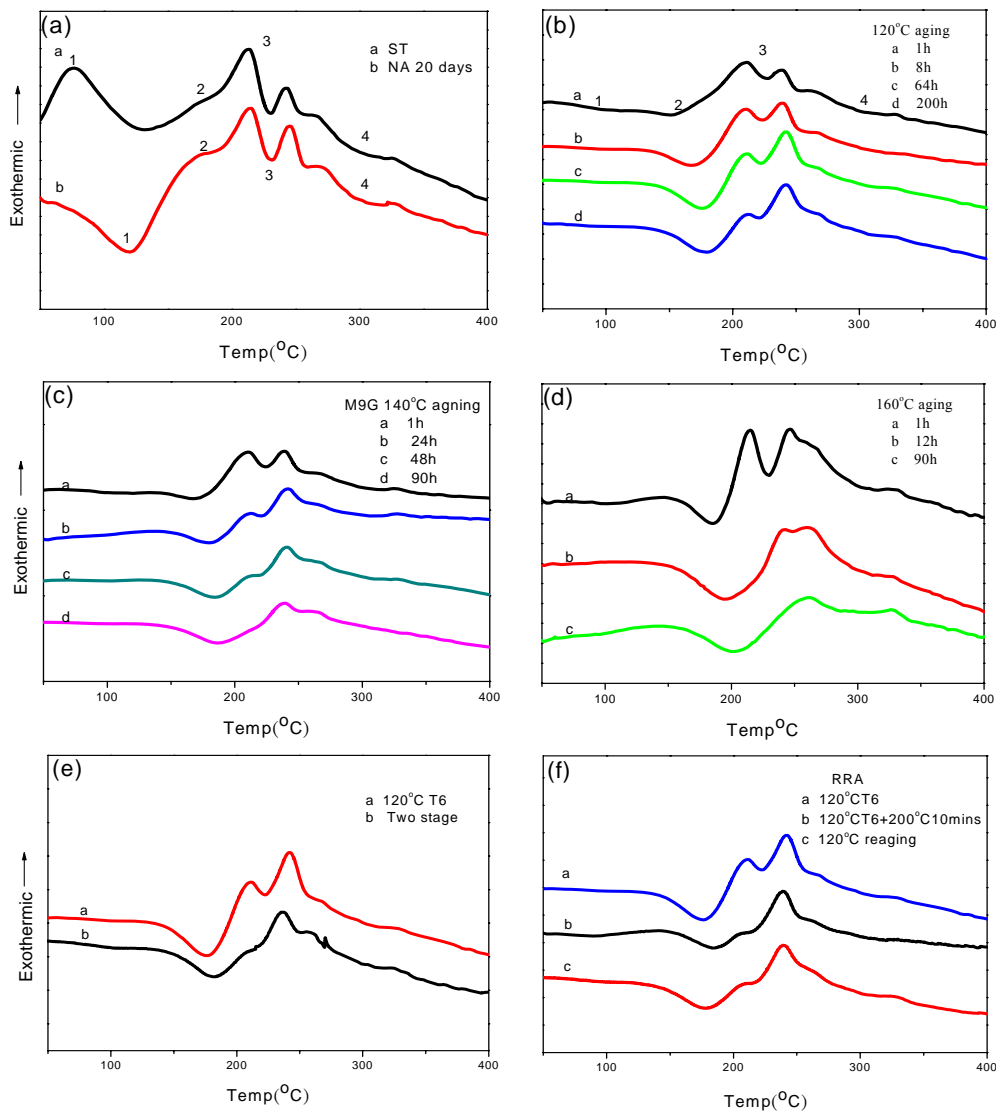 (a)
a ST
b NA 20 days
a
1
2
3
4
b
1
2
3
4
Exothermic
100 200 300 400
Temp(°C)
(b)
120°C aging
a 1h
b 8h
c 64h
d 200h
a
1
2
3
4
b
c
d
100 200 300 400
Temp(°C)
(c)
M9G 140°C agning
a 1h
b 24h
c 48h
d 90h
a
b
c
d
Exothermic
100 200 300 400
Temp(°C)
(d)
160°C aging
a 1h
b 12h
c 90h
a
b
c
100 200 300 400
Temp°C
(e)
a 120°C T6
b Two stage
a
b
Exothermic
100 200 300 400
Temp(°C)
(f)
RRA
a 120°CT6
b 120°CT6+200°C10mins
c 120°C reaging
a
b
c
100 200 300 400
Temp(°C)